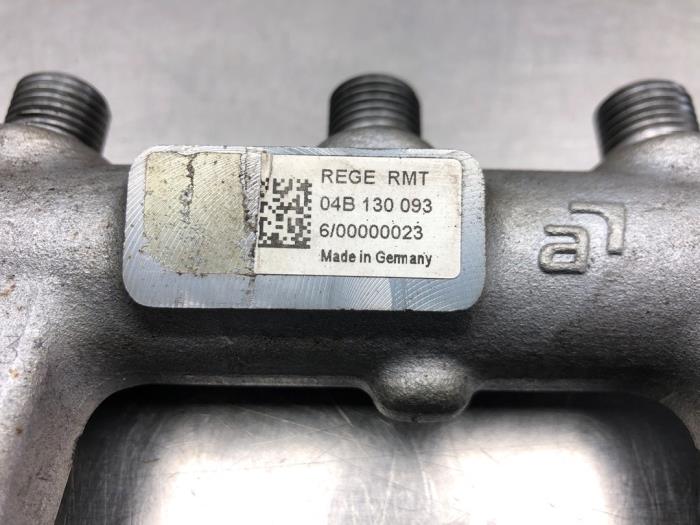 REGE RMT
04B 130 093
6/00000023
Made in Germany
a